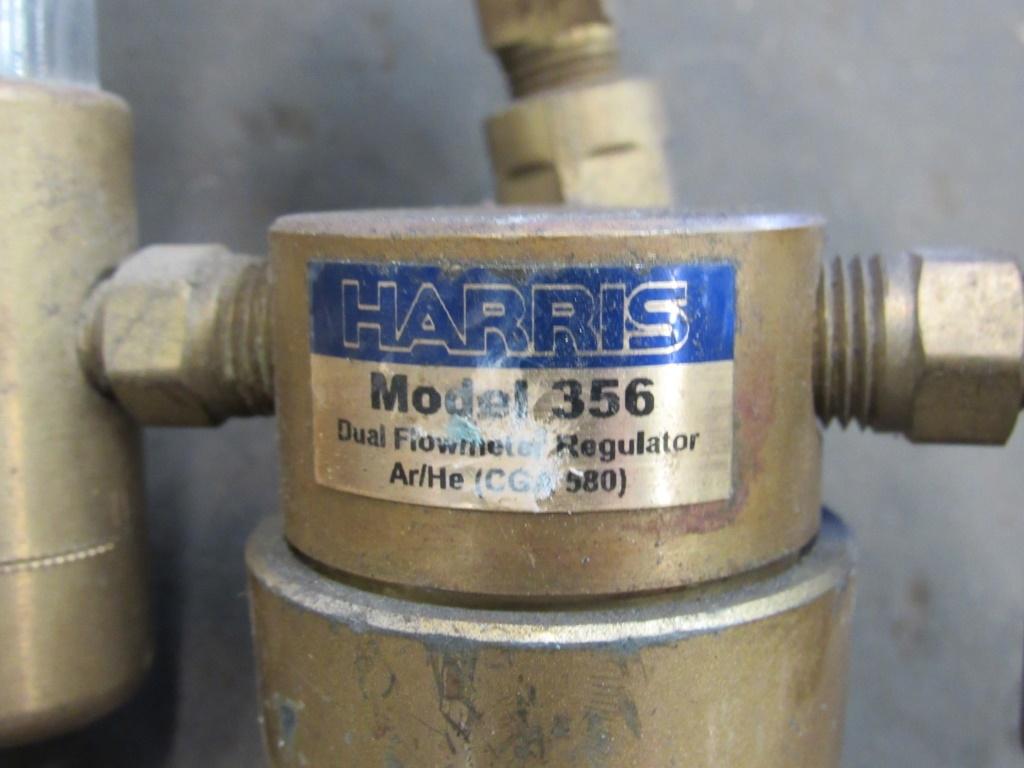 HARRIS
Model 356
Dual Flowmeter Regulator
Ar/He (CGA 580)